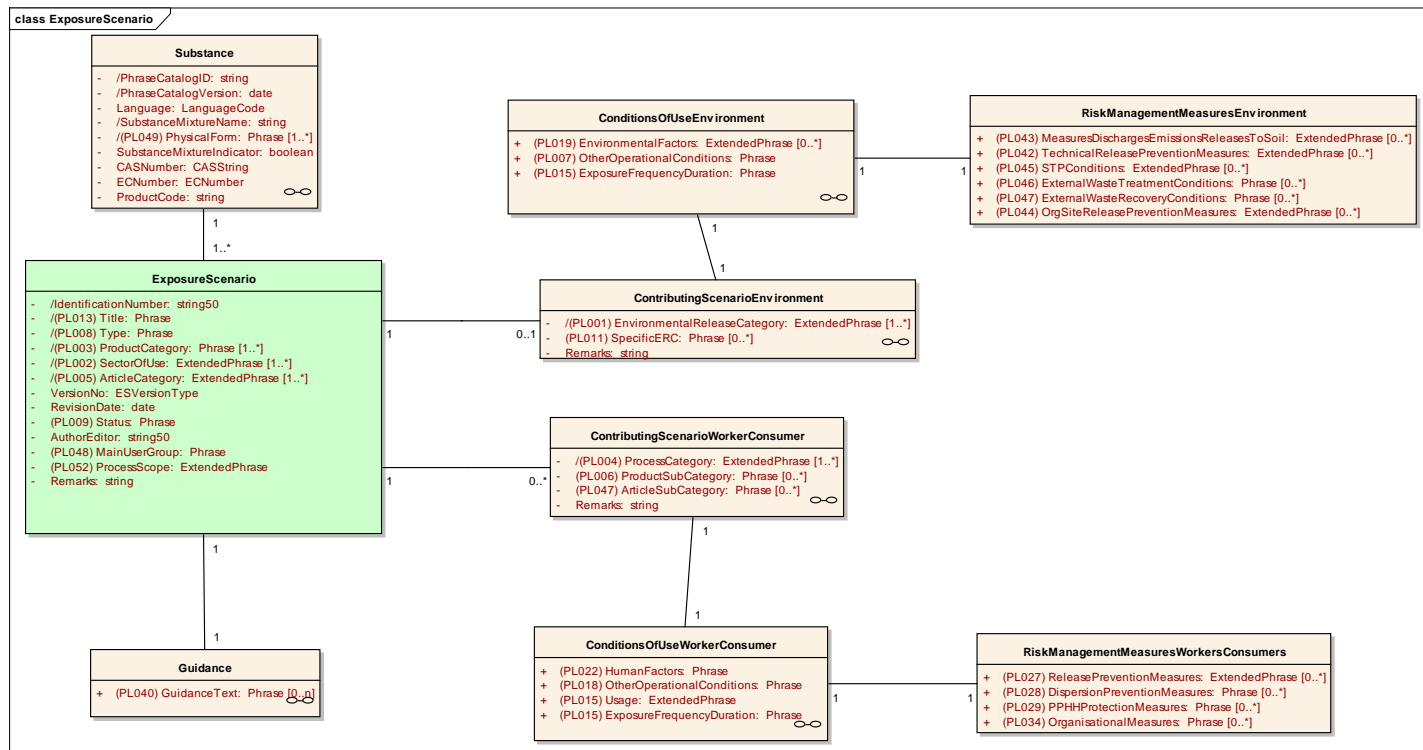 class ExposureScenario
Substance
- /PhraseCatalogID: string
- /PhraseCatalogVersion: date
- Language: LanguageCode
- /SubstanceMixtureName: string
- /(PL049) PhysicalForm: Phrase [1..*]
- SubstanceMixtureIndicator: boolean
- CASNumber: CASString
- ECNumber: ECNumber
- ProductCode: string
1
1..*
ExposureScenario
- /IdentificationNumber: string50
- /(PL013) Title: Phrase
- /(PL008) Type: Phrase
- /(PL003) ProductCategory: Phrase [1..*]
- /(PL002) SectorOfUse: ExtendedPhrase [1..*]
- /(PL005) ArticleCategory: ExtendedPhrase [1..*]
- VersionNo: ESVersionType
- RevisionDate: date
- (PL009) Status: Phrase
- AuthorEditor: string50
- (PL048) MainUserGroup: Phrase
- (PL052) ProcessScope: ExtendedPhrase
- Remarks: string
1
0..1
1
0..*
1
1
Guidance
+ (PL040) GuidanceText: Phrase [0..n]
ConditionsOfUseEnvironment
+ (PL019) EnvironmentalFactors: ExtendedPhrase [0..*]
+ (PL007) OtherOperationalConditions: Phrase
+ (PL015) ExposureFrequencyDuration: Phrase
1
1
RiskManagementMeasuresEnvironment
+ (PL043) MeasuresDischargesEmissionsReleasesToSoil: ExtendedPhrase [0..*]
+ (PL042) TechnicalReleasePreventionMeasures: ExtendedPhrase [0..*]
+ (PL045) STPConditions: ExtendedPhrase [0..*]
+ (PL046) ExternalWasteTreatmentConditions: Phrase [0..*]
+ (PL047) ExternalWasteRecoveryConditions: Phrase [0..*]
+ (PL044) OrgSiteReleasePreventionMeasures: ExtendedPhrase [0..*]
1
1
ContributingScenarioEnvironment
- /(PL001) EnvironmentalReleaseCategory: ExtendedPhrase [1..*]
- (PL011) SpecificERC: Phrase [0..*]
- Remarks: string
ContributingScenarioWorkerConsumer
- /(PL004) ProcessCategory: ExtendedPhrase [1..*]
- (PL006) ProductSubCategory: Phrase [0..*]
- (PL047) ArticleSubCategory: Phrase [0..*]
- Remarks: string
1
1
ConditionsOfUseWorkerConsumer
+ (PL022) HumanFactors: Phrase
+ (PL018) OtherOperationalConditions: Phrase
+ (PL015) Usage: ExtendedPhrase
+ (PL015) ExposureFrequencyDuration: Phrase
1
1
RiskManagementMeasuresWorkersConsumers
+ (PL027) ReleasePreventionMeasures: ExtendedPhrase [0..*]
+ (PL028) DispersionPreventionMeasures: Phrase [0..*]
+ (PL029) PPHHProtectionMeasures: Phrase [0..*]
+ (PL034) OrganisationalMeasures: Phrase [0..*]